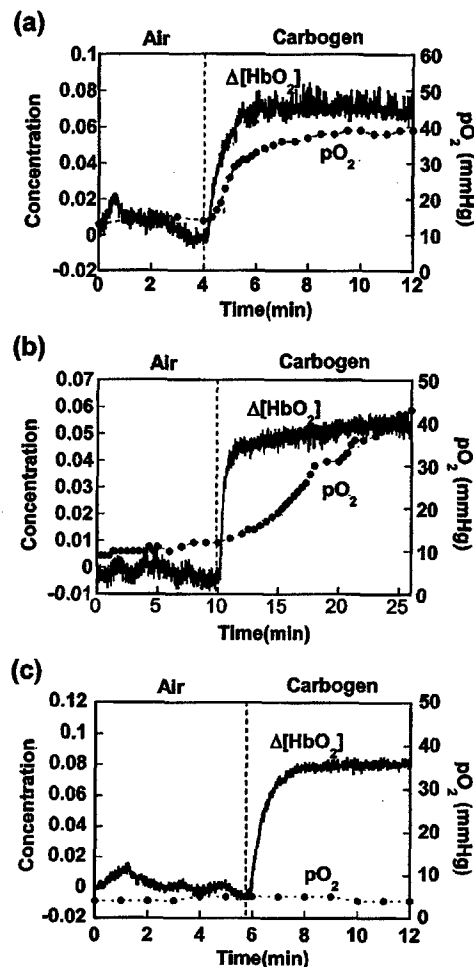 (a)
Air Carbogen
0.1 60
0.08 50
0.06 40
0.04 30
0.02 20
0 10
-0.02 0
Concentration
Δ[HbO2]
pO2
pO2 (mmHg)
0 2 4 6 8 10 12
Time(min)
(b)
Air Carbogen
0.07 50
0.06
0.05 40
0.04 30
0.03
0.02 20
0.01 10
0
-0.01 0
Concentration
Δ[HbO2]
pO2
pO2 (mmHg)
0 5 10 15 20 25
Time(min)
(c)
Air Carbogen
0.12 50
0.1
0.08 40
0.06 30
0.04 20
0.02
0 10
-0.02 0
Concentration
Δ[HbO2]
pO2
pO2 (mmHg)
0 2 4 6 8 10 12
Time(min)